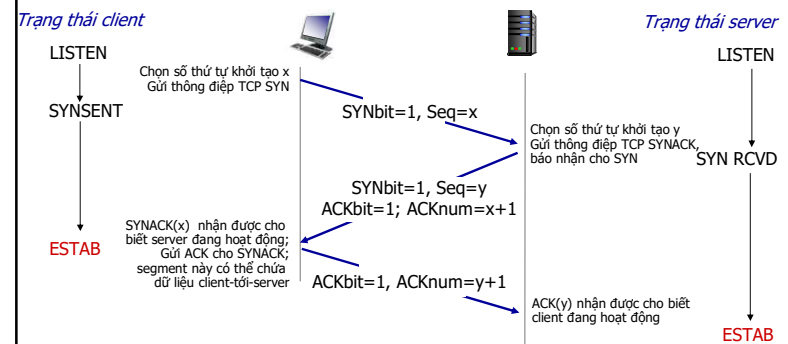 Trạng thái client
Trạng thái server
LISTEN
LISTEN
Chọn số thứ tự khởi tạo x
Gửi thông điệp TCP SYN
SYNSENT
SYNbit=1, Seq=x
Chọn số thứ tự khởi tạo y
Gửi thông điệp TCP SYNACK,
báo nhận cho SYN
SYN RCVD
SYNbit=1, Seq=y
ACKbit=1; ACKnum=x+1
SYNACK(x) nhận được cho
biết server đang hoạt động;
Gửi ACK cho SYNACK;
segment này có thể chứa
dữ liệu client-tới-server
ESTAB
ACKbit=1, ACKnum=y+1
ACK(y) nhận được cho biết
client đang hoạt động
ESTAB